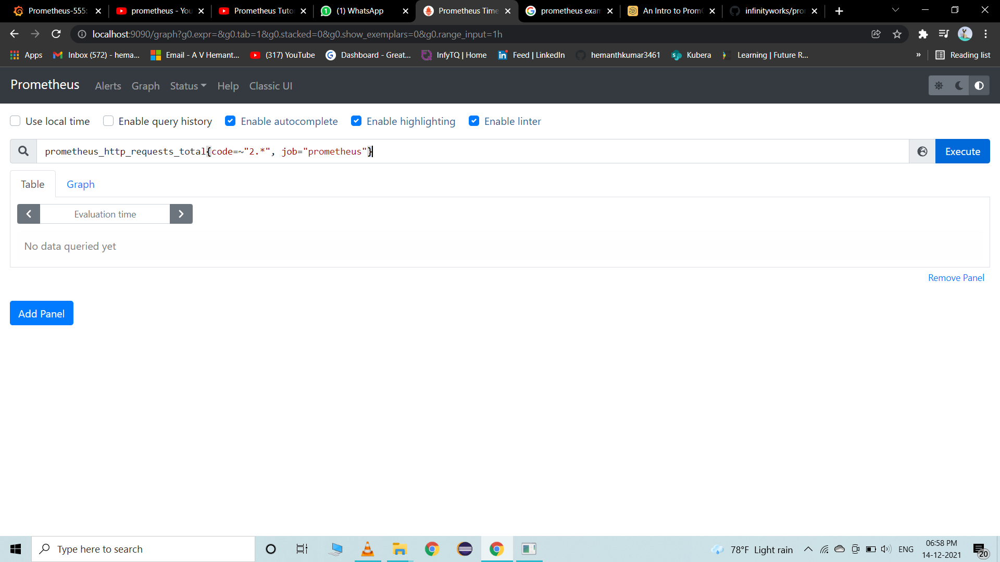 Prometheus-555: prometheus - You Prometheus Tuto (1) WhatsApp Prometheus Time prometheus exam An Intro to Prom infinityworks/pro
localhost:9090/graph?g0.expr=&g0.tab=1&g0.stacked=0&g0.show_exemplars=0&g0.range_input=1h
Apps Inbox (572) - hema... Email - A V Hemant... (317) YouTube Dashboard - Great... InfyTQ | Home Feed | LinkedIn hemanthkumar3461 Kubera Learning | Future R... » Reading list
Prometheus Alerts Graph Status Help Classic UI
Use local time Enable query history Enable autocomplete Enable highlighting Enable linter
prometheus_http_requests_total{code=~"2.*", job="prometheus"} Execute
Table Graph
Evaluation time
No data queried yet
Remove Panel
Add Panel
Type here to search 78°F Light rain ENG 06:58 PM
14-12-2021 20